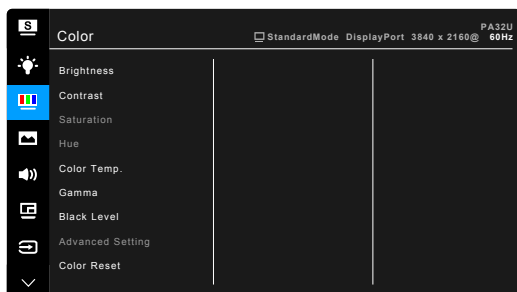 S
PA32U
Color
StandardMode DisplayPort 3840 x 2160@ 60Hz
Brightness
Contrast
Saturation
Hue
Color Temp.
Gamma
Black Level
Advanced Setting
Color Reset